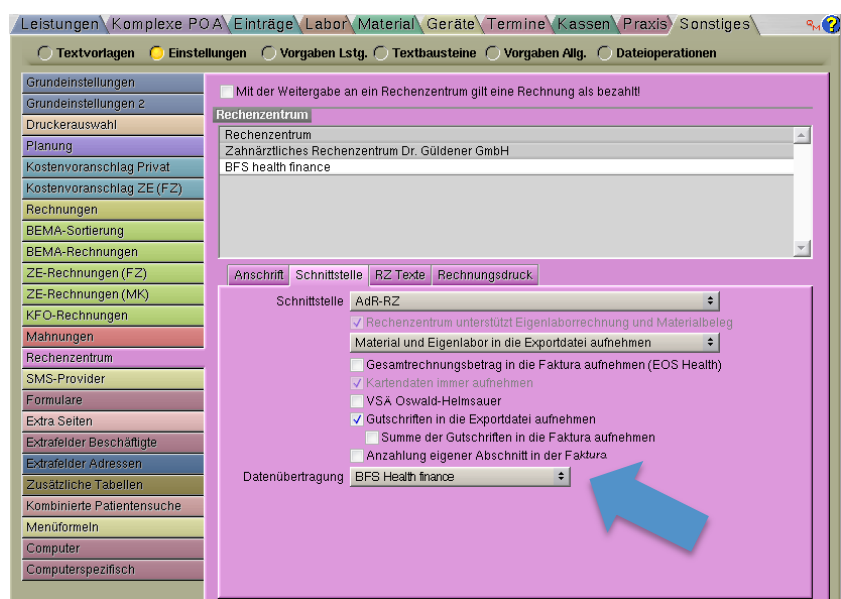 Leistungen Komplexe POA Einträge Labor Material Geräte Termine Kassen Praxis Sonstiges
Textvorlagen Einstellungen Vorgaben Lstg. Textbausteine Vorgaben Allg. Dateioperationen
Grundeinstellungen
Grundeinstellungen 2
Druckerauswahl
Planung
Kostenvoranschlag Privat
Kostenvoranschlag ZE (FZ)
Rechnungen
BEMA-Sortierung
BEMA-Rechnungen
ZE-Rechnungen (FZ)
ZE-Rechnungen (MK)
KFO-Rechnungen
Mahnungen
Rechenzentrum
SMS-Provider
Formulare
Extra Seiten
Extrafelder Beschäftigte
Extrafelder Adressen
Zusätzliche Tabellen
Kombinierte Patientensuche
Menüformeln
Computer
Computerspezifisch
Mit der Weitergabe an ein Rechenzentrum gilt eine Rechnung als bezahlt!
Rechenzentrum
Rechenzentrum
Zahnärztliches Rechenzentrum Dr. Güldener GmbH
BFS health finance
Anschrift Schnittstelle RZ Texte Rechnungsdruck
Schnittstelle AdR-RZ
Rechenzentrum unterstützt Eigenlaborrechnung und Materialbeleg
Material und Eigenlabor in die Exportdatei aufnehmen
Gesamtrechnungsbetrag in die Faktura aufnehmen (EOS Health)
Kartendaten immer aufnehmen
VSA Oswald-Helmsauer
Gutschriften in die Exportdatei aufnehmen
Summe der Gutschriften in die Faktura aufnehmen
Anzahlung eigener Abschnitt in der Faktura
Datenübertragung BFS Health finance